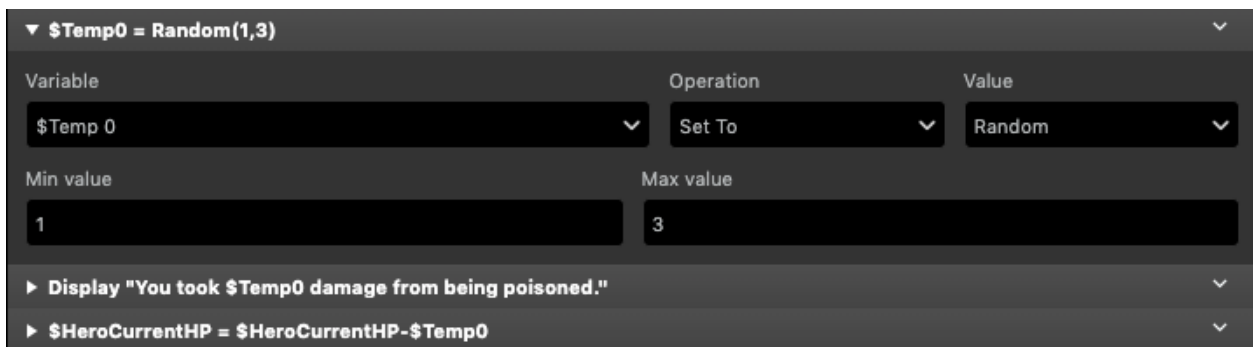 $Temp0 = Random(1,3)
Variable Operation Value
$Temp 0 Set To Random
Min value Max value
1 3
Display "You took $Temp0 damage from being poisoned."
$HeroCurrentHP = $HeroCurrentHP-$Temp0